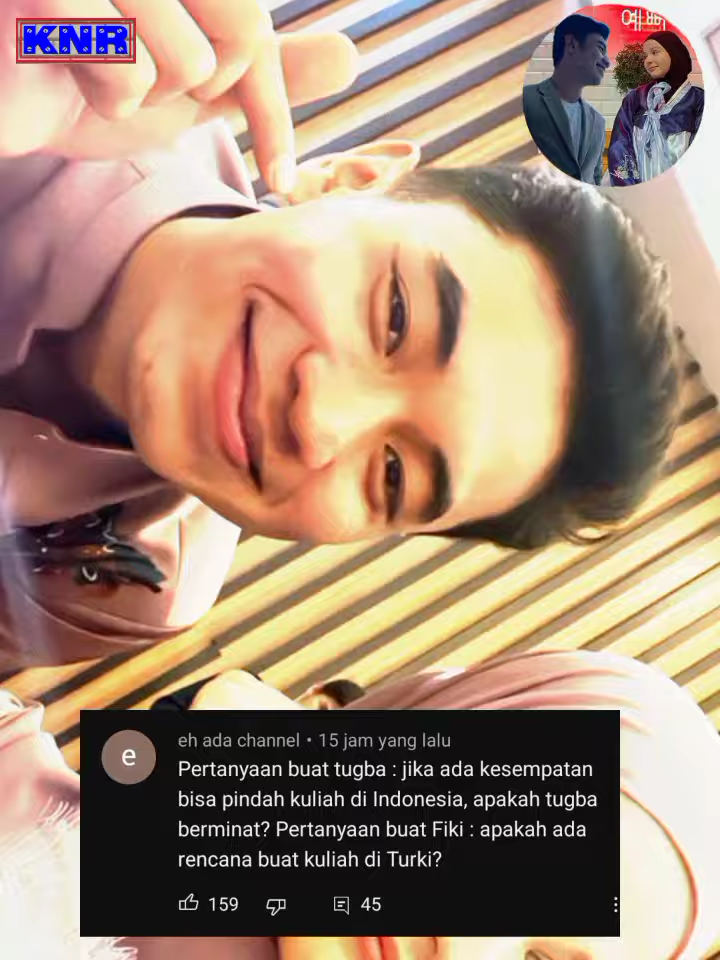 KNR
eh ada channel • 15 jam yang lalu
e
Pertanyaan buat tugba : jika ada kesempatan
bisa pindah kuliah di Indonesia, apakah tugba
berminat? Pertanyaan buat Fiki : apakah ada
rencana buat kuliah di Turki?
159
45